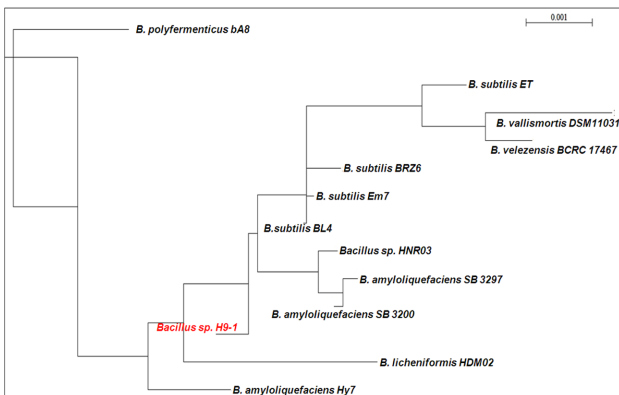 0.001
B. polyfermenticus bA8
B. subtilis ET
B. vallismortis DSM11031
B. velezensis BCRC 17467
B. subtilis BRZ6
B. subtilis Em7
B.subtilis BL4
Bacillus sp. HNR03
B. amyloliquefaciens SB 3297
B. amyloliquefaciens SB 3200
Bacillus sp. H9-1
B. licheniformis HDM02
B. amyloliquefaciens Hy7